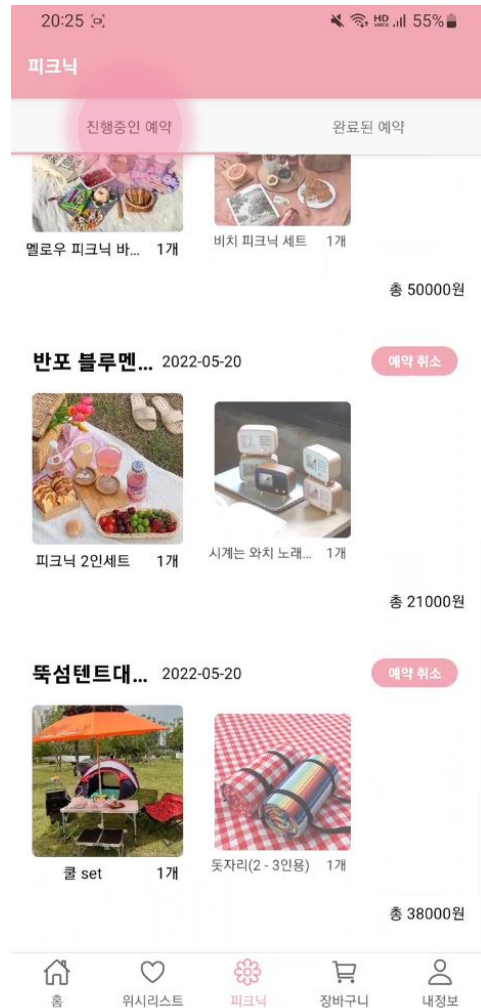 20:25 55%
피크닉
진행중인 예약 완료된 예약
멜로우 피크닉 바... 1개 비치 피크닉 세트 1개
총 50000원
반포 블루멘... 2022-05-20 예약 취소
피크닉 2인세트 1개 시계는 와치 노래... 1개
총 21000원
뚝섬텐트대... 2022-05-20 예약 취소
쿨 set 1개 돗자리(2 - 3인용) 1개
총 38000원
홈 위시리스트 피크닉 장바구니 내정보